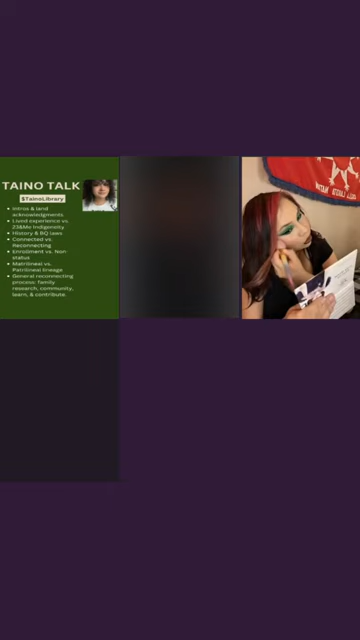 TAINO TALK
$TainoLibrary
• Intros & land
acknowledgments
• Lived experience vs.
23&Me Indigeneity
• History & BQ laws
• Connected vs.
Reconnecting
• Enrollment vs. Non-
status
• Matrilineal vs.
Patrilineal lineage
• General reconnecting
process: family
research, community,
learn, & contribute.